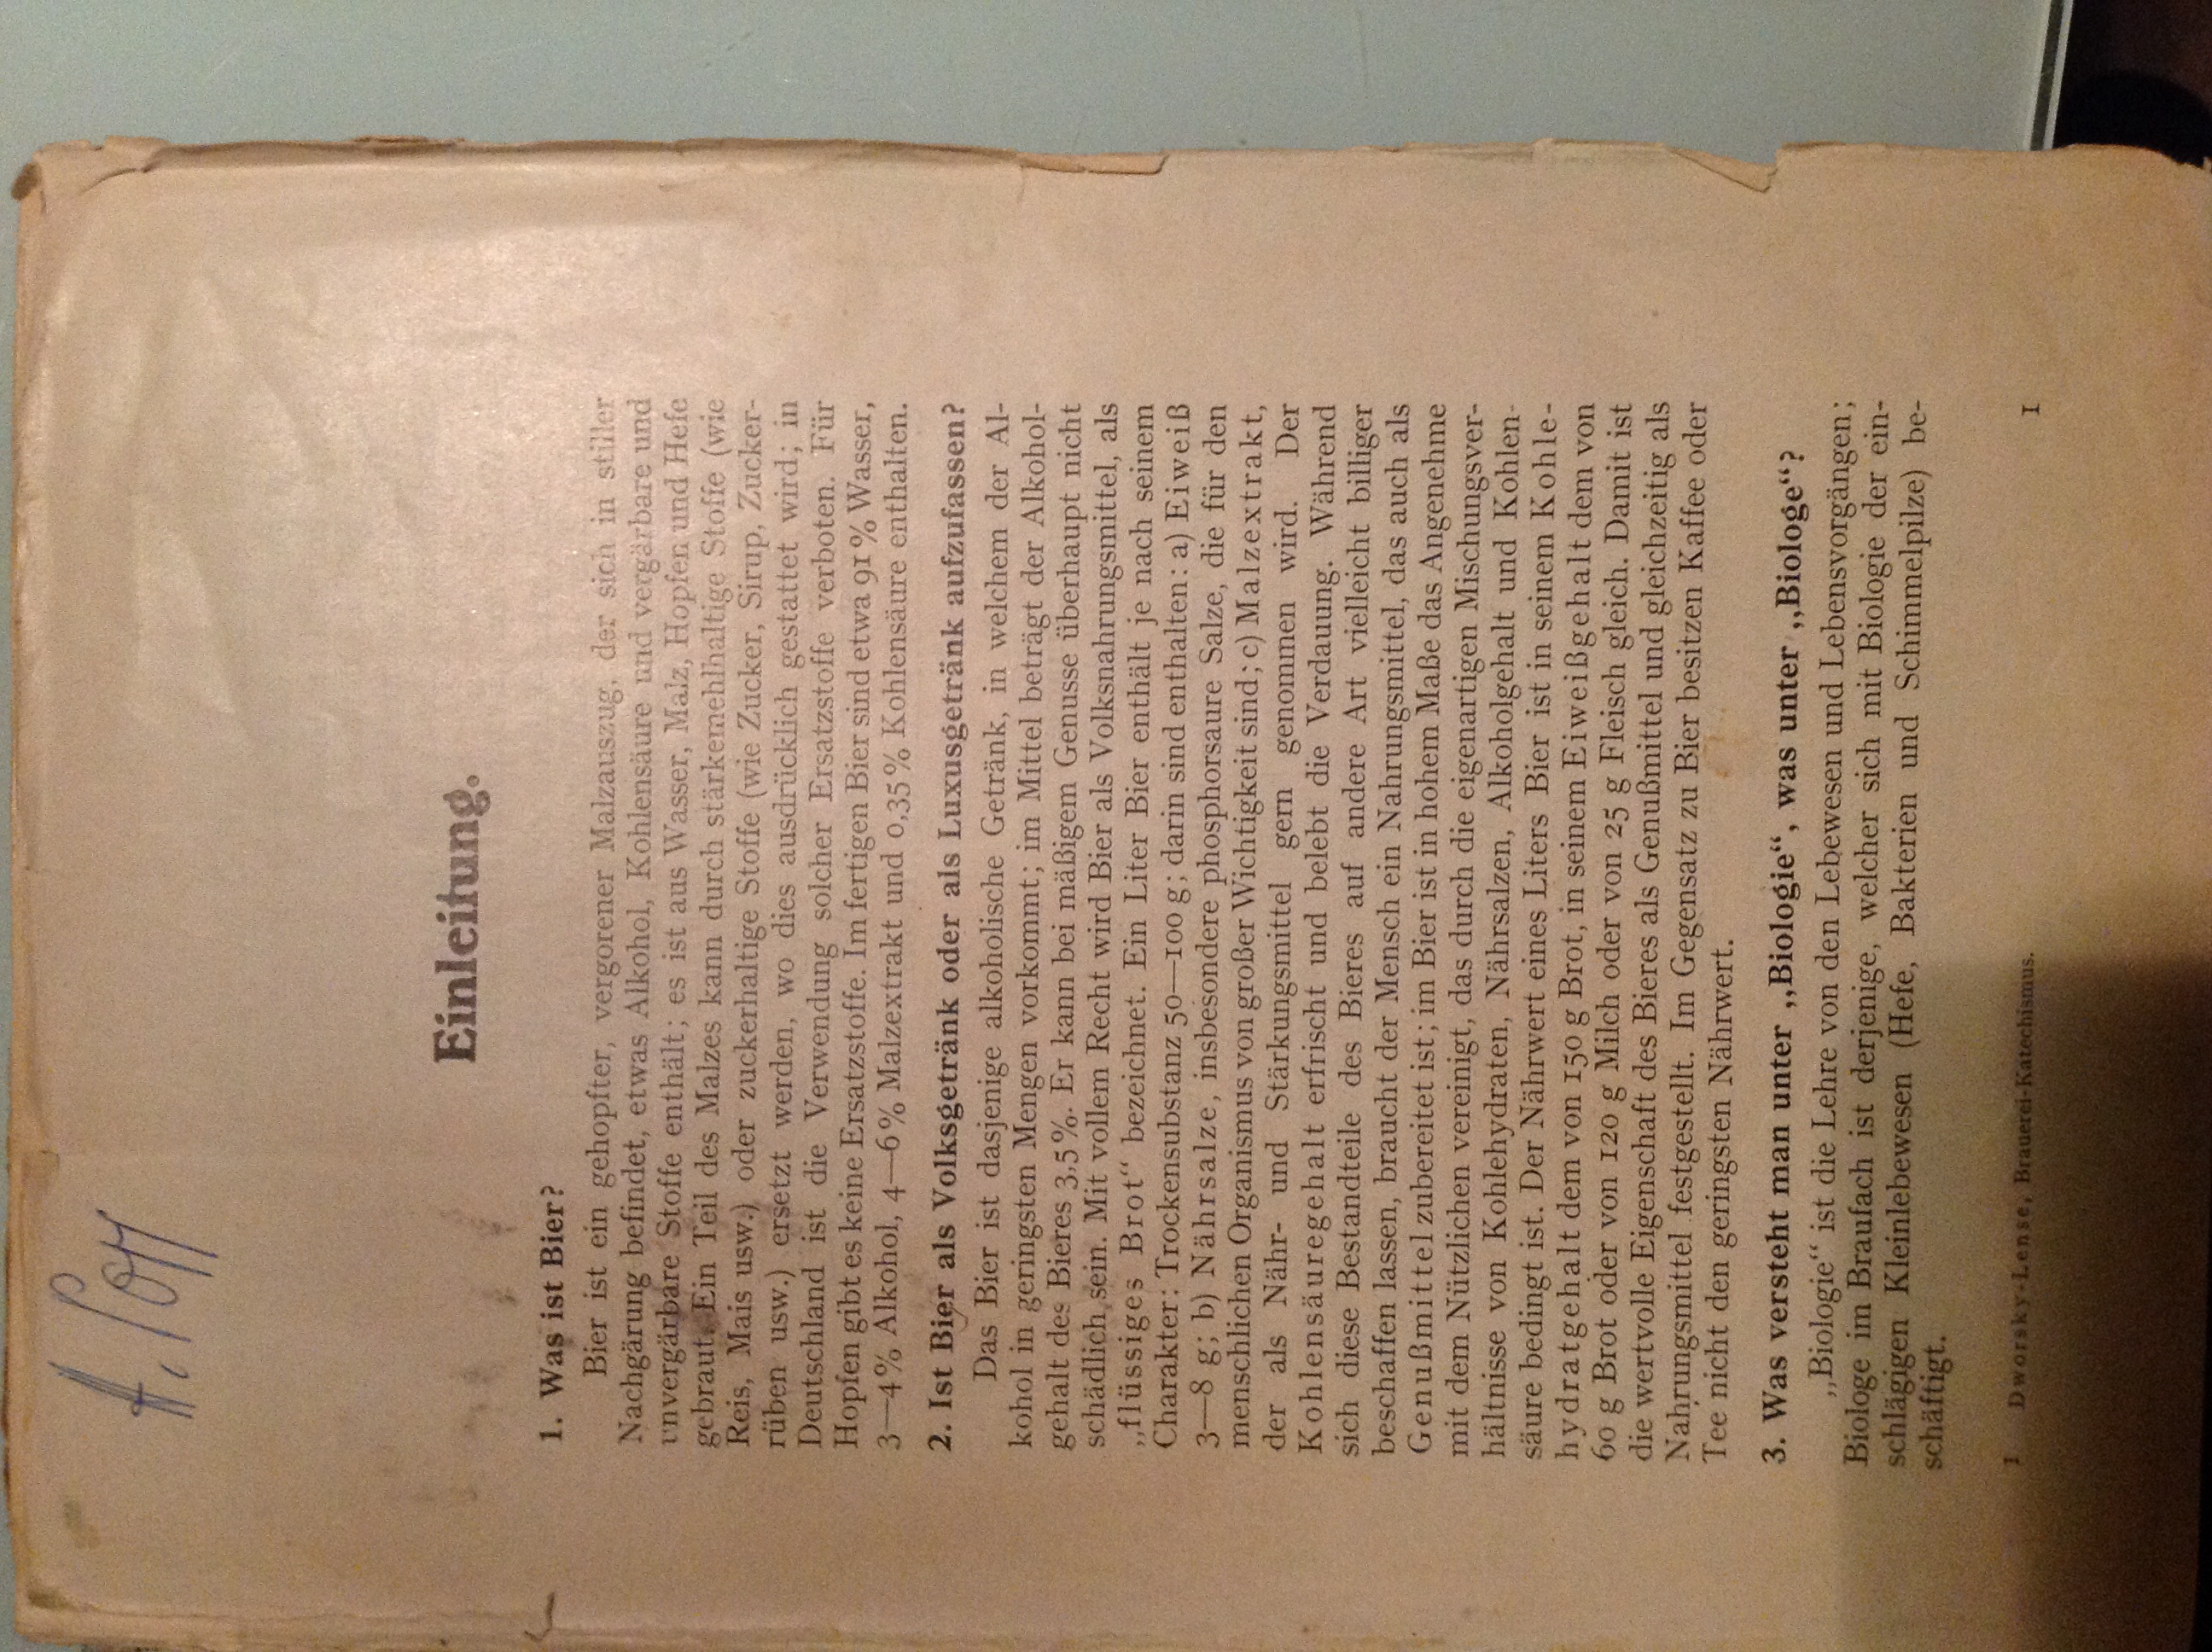 Einleitung.
1. Was ist Bier?
Bier ist ein gehopfter, vergorener Malzauszug, der sich in stiller
Nachgärung befindet, etwas Alkohol, Kohlensäure und vergärbare und
unvergärbare Stoffe enthält; es ist aus Wasser, Malz, Hopfen und Hefe
gebraut. Ein Teil des Malzes kann durch stärkemehlhaltige Stoffe (wie
Reis, Mais usw.) oder zuckerhaltige Stoffe (wie Zucker, Sirup, Zucker-
rüben usw.) ersetzt werden, wo dies ausdrücklich gestattet wird; in
Deutschland ist die Verwendung solcher Ersatzstoffe verboten. Für
Hopfen gibt es keine Ersatzstoffe. Im fertigen Bier sind etwa 91% Wasser,
3—4% Alkohol, 4—6% Malzextrakt und 0,35% Kohlensäure enthalten.
2. Ist Bier als Volksgetränk oder als Luxusgetränk aufzufassen?
Das Bier ist dasjenige alkoholische Getränk, in welchem der Al-
kohol in geringsten Mengen vorkommt; im Mittel beträgt der Alkohol-
gehalt des Bieres 3,5%. Er kann bei mäßigem Genusse überhaupt nicht
schädlich sein. Mit vollem Recht wird Bier als Volksnahrungsmittel, als
„flüssiges Brot“ bezeichnet. Ein Liter Bier enthält je nach seinem
Charakter: Trockensubstanz 50—100 g; darin sind enthalten: a) Eiweiß
3—8 g; b) Nährsalze, insbesondere phosphorsaure Salze, die für den
menschlichen Organismus von großer Wichtigkeit sind; c) Malzextrakt,
der als Nähr- und Stärkungsmittel gern genommen wird. Der
Kohlensäuregehalt erfrischt und belebt die Verdauung. Während
sich diese Bestandteile des Bieres auf andere Art vielleicht billiger
beschaffen lassen, braucht der Mensch ein Nahrungsmittel, das auch als
Genußmittel zubereitet ist; im Bier ist in hohem Maße das Angenehme
mit dem Nützlichen vereinigt, das durch die eigenartigen Mischungsver-
hältnisse von Kohlehydraten, Nährsalzen, Alkoholgehalt und Kohlen-
säure bedingt ist. Der Nährwert eines Liters Bier ist in seinem Kohle-
hydratgehalt dem von 150 g Brot, in seinem Eiweißgehalt dem von
60 g Brot oder von 120 g Milch oder von 25 g Fleisch gleich. Damit ist
die wertvolle Eigenschaft des Bieres als Genußmittel und gleichzeitig als
Nahrungsmittel festgestellt. Im Gegensatz zu Bier besitzen Kaffee oder
Tee nicht den geringsten Nährwert.
3. Was versteht man unter „Biologie“, was unter „Biologe“?
„Biologie“ ist die Lehre von den Lebewesen und Lebensvorgängen;
Biologe im Braufach ist derjenige, welcher sich mit Biologie der ein-
schlägigen Kleinlebewesen (Hefe, Bakterien und Schimmelpilze) be-
schäftigt.
1 Dworsky-Lense, Brauerei-Katechismus. 1